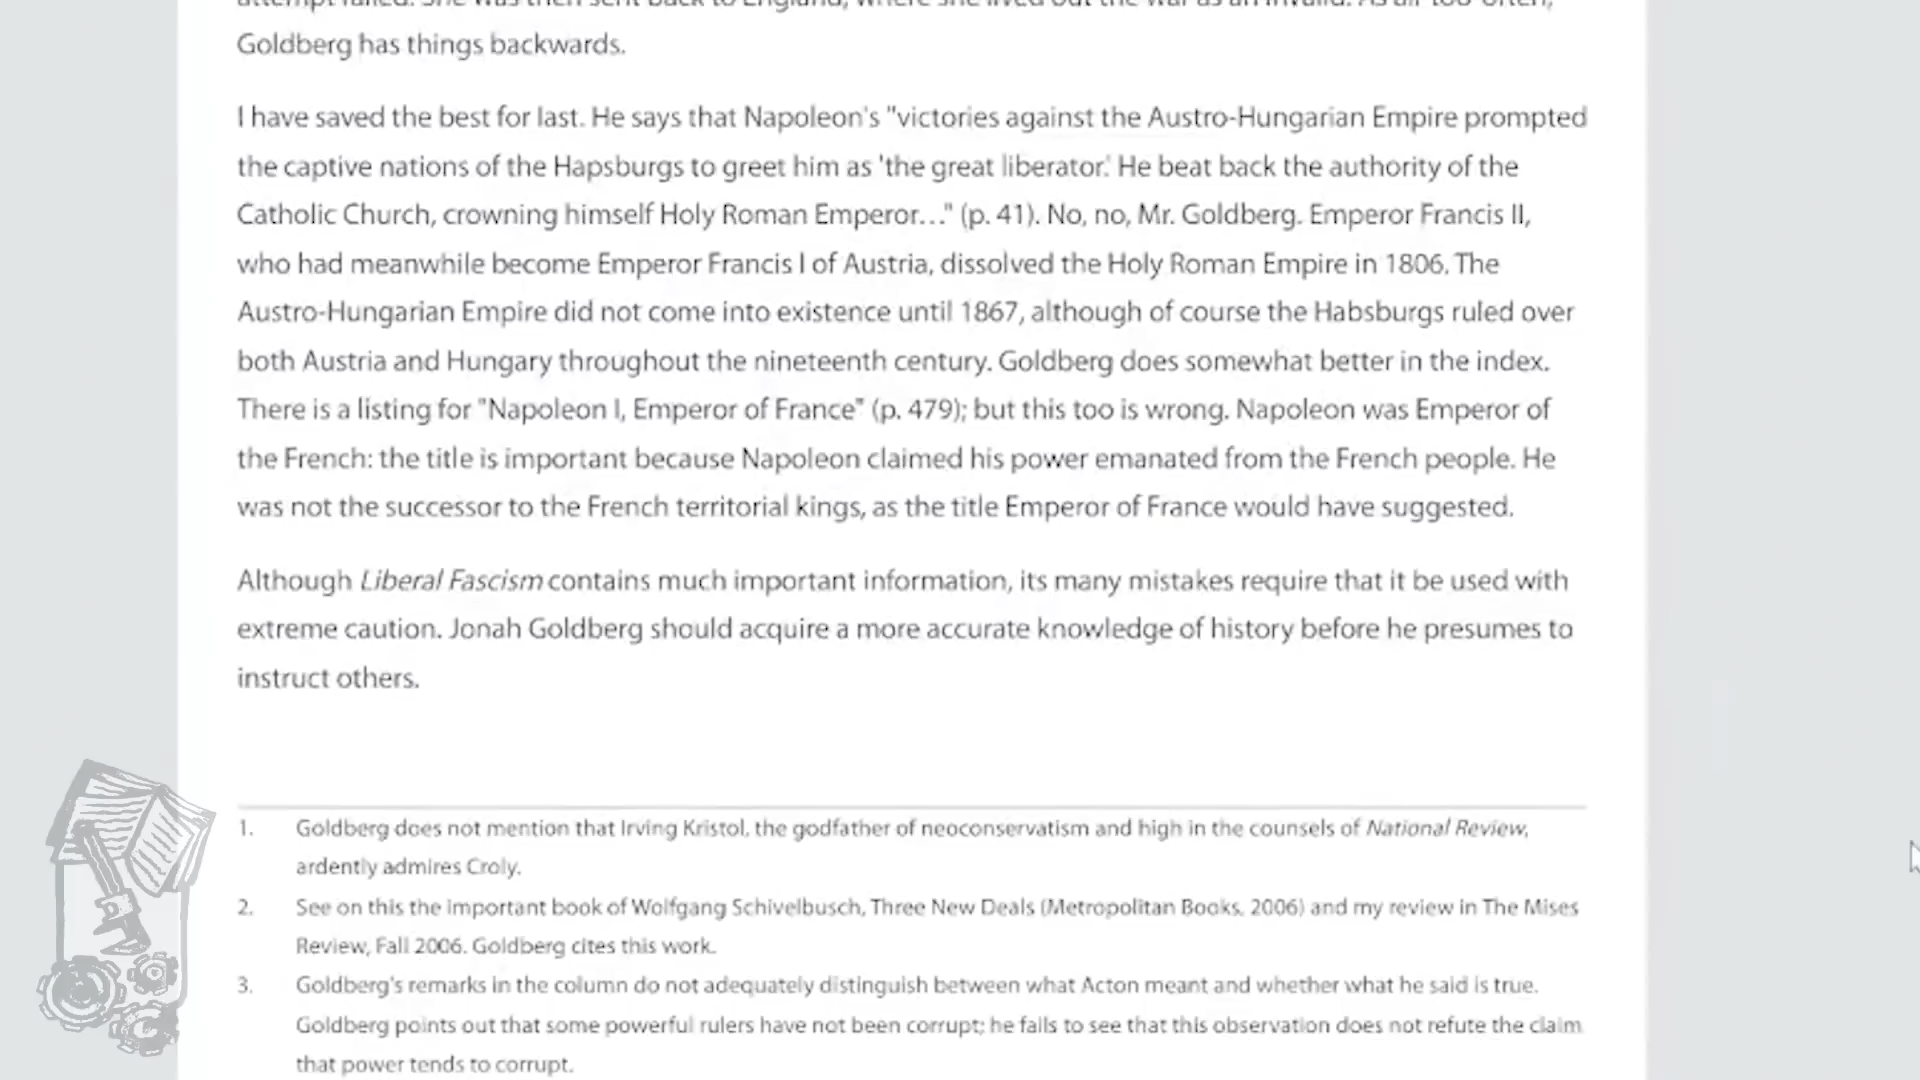 Goldberg has things backwards.
I have saved the best for last. He says that Napoleon's "victories against the Austro-Hungarian Empire prompted
the captive nations of the Hapsburgs to greet him as 'the great liberator.' He beat back the authority of the
Catholic Church, crowning himself Holy Roman Emperor…" (p. 41). No, no, Mr. Goldberg. Emperor Francis II,
who had meanwhile become Emperor Francis I of Austria, dissolved the Holy Roman Empire in 1806. The
Austro-Hungarian Empire did not come into existence until 1867, although of course the Habsburgs ruled over
both Austria and Hungary throughout the nineteenth century. Goldberg does somewhat better in the index.
There is a listing for "Napoleon I, Emperor of France" (p. 479); but this too is wrong. Napoleon was Emperor of
the French: the title is important because Napoleon claimed his power emanated from the French people. He
was not the successor to the French territorial kings, as the title Emperor of France would have suggested.
Although Liberal Fascism contains much important information, its many mistakes require that it be used with
extreme caution. Jonah Goldberg should acquire a more accurate knowledge of history before he presumes to
instruct others.
1. Goldberg does not mention that Irving Kristol, the godfather of neoconservatism and high in the counsels of National Review,
ardently admires Croly.
2. See on this the important book of Wolfgang Schivelbusch, Three New Deals (Metropolitan Books, 2006) and my review in The Mises
Review, Fall 2006. Goldberg cites this work.
3. Goldberg's remarks in the column do not adequately distinguish between what Acton meant and whether what he said is true.
Goldberg points out that some powerful rulers have not been corrupt; he fails to see that this observation does not refute the claim
that power tends to corrupt.